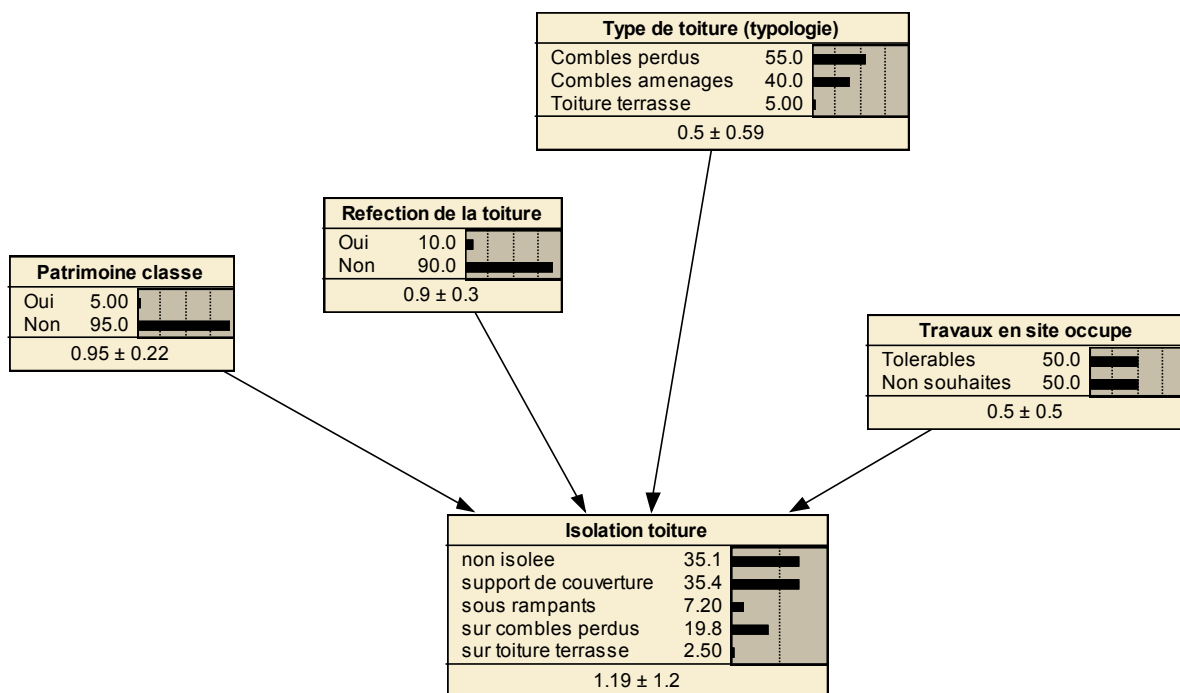 Type de toiture (typologie)
Combles perdus 55.0
Combles amenages 40.0
Toiture terrasse 5.00
0.5 ± 0.59
Refection de la toiture
Oui 10.0
Non 90.0
0.9 ± 0.3
Patrimoine classe
Oui 5.00
Non 95.0
0.95 ± 0.22
Travaux en site occupe
Tolerables 50.0
Non souhaites 50.0
0.5 ± 0.5
Isolation toiture
non isolee 35.1
support de couverture 35.4
sous rampants 7.20
sur combles perdus 19.8
sur toiture terrasse 2.50
1.19 ± 1.2